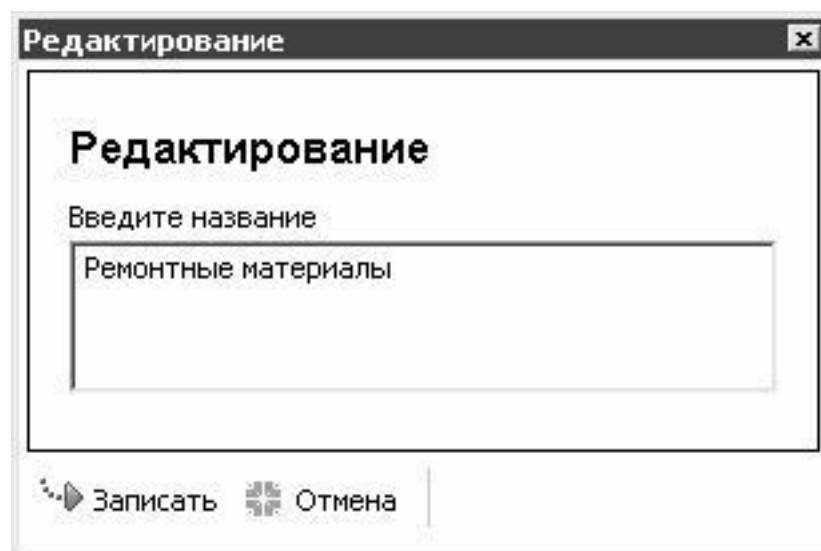 Редактирование
Редактирование
Введите название
Ремонтные материалы
Записать Отмена